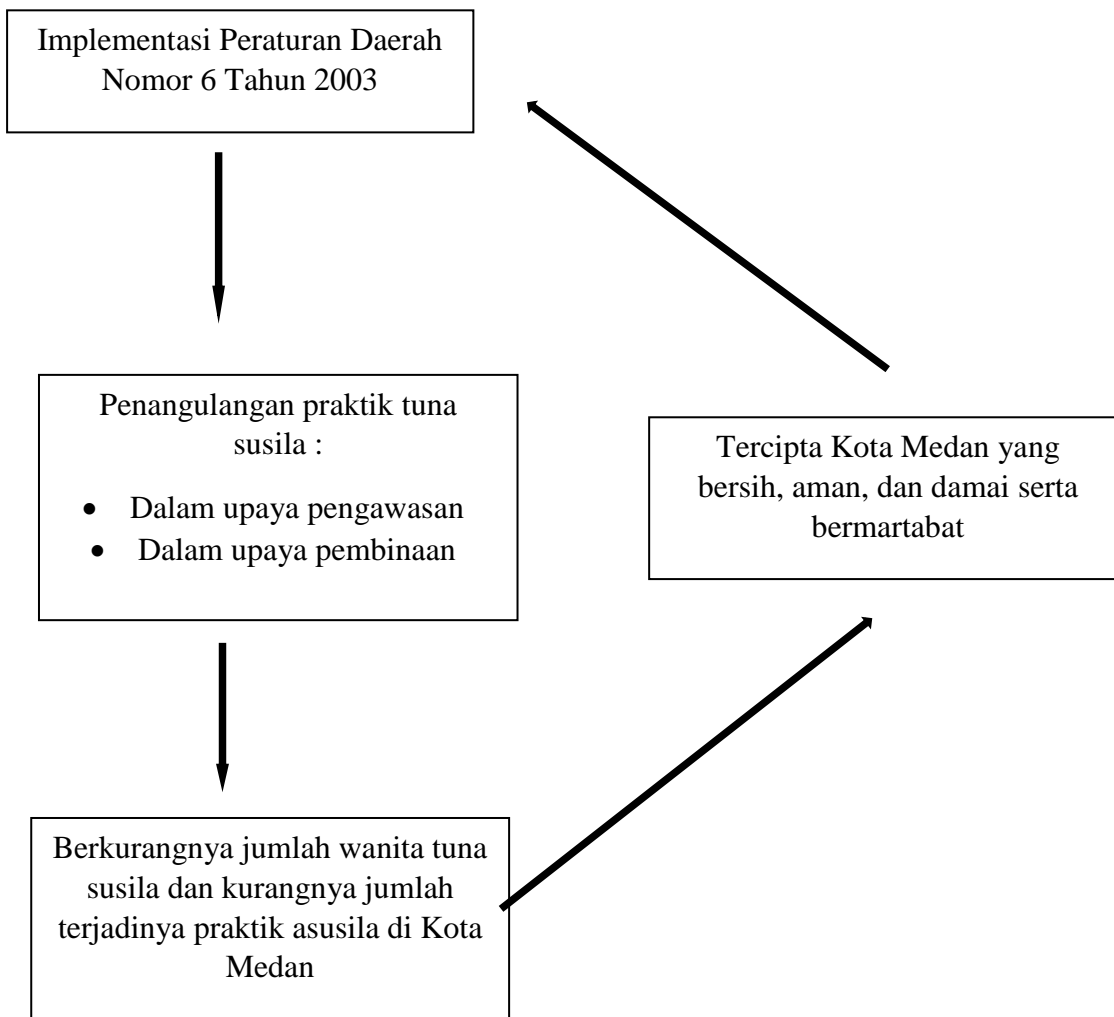 Implementasi Peraturan Daerah
Nomor 6 Tahun 2003
Penangulangan praktik tuna
susila :
• Dalam upaya pengawasan
• Dalam upaya pembinaan
Tercipta Kota Medan yang
bersih, aman, dan damai serta
bermartabat
Berkurangnya jumlah wanita tuna
susila dan kurangnya jumlah
terjadinya praktik asusila di Kota
Medan